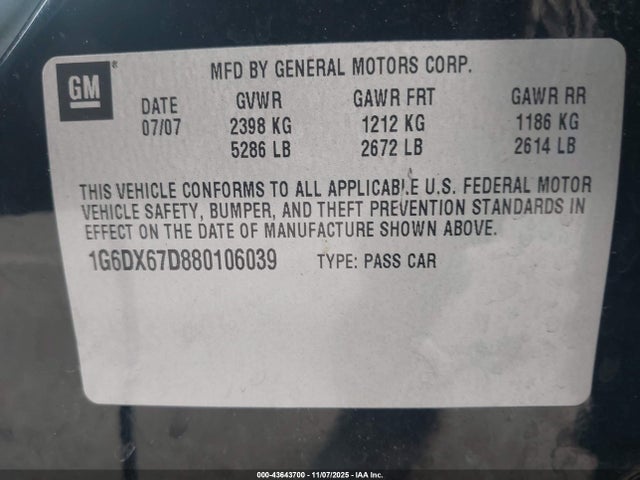 GM®
MFD BY GENERAL MOTORS CORP.
DATE GVWR GAWR FRT GAWR RR
07/07 2398 KG 1212 KG 1186 KG
5286 LB 2672 LB 2614 LB
THIS VEHICLE CONFORMS TO ALL APPLICABLE U.S. FEDERAL MOTOR
VEHICLE SAFETY, BUMPER, AND THEFT PREVENTION STANDARDS IN
EFFECT ON THE DATE OF MANUFACTURE SHOWN ABOVE.
1G6DX67D880106039 TYPE: PASS CAR
000-43643700 - 11/07/2025 - IAA Inc.